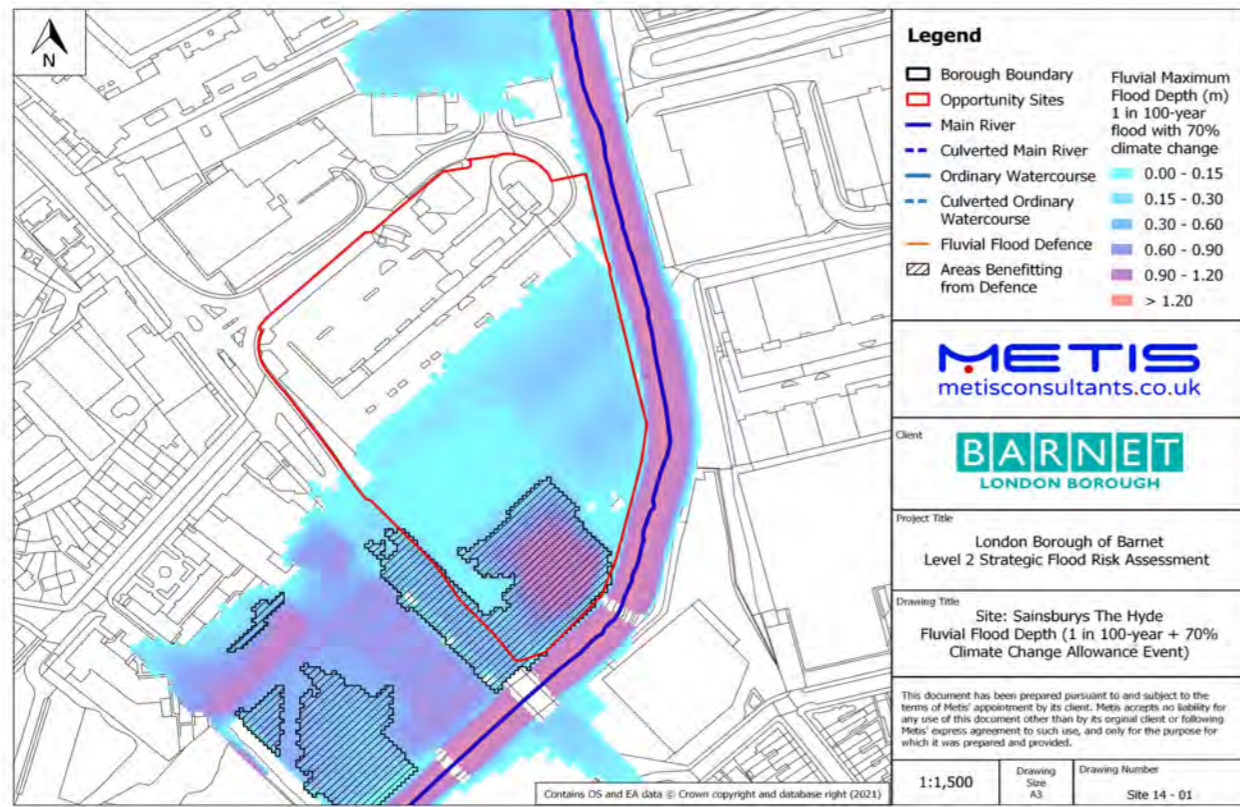 N
Legend
Borough Boundary
Opportunity Sites
Main River
Culverted Main River
Ordinary Watercourse
Culverted Ordinary
Watercourse
Fluvial Flood Defence
Areas Benefitting
from Defence
Fluvial Maximum
Flood Depth (m)
1 in 100-year
flood with 70%
climate change
0.00 - 0.15
0.15 - 0.30
0.30 - 0.60
0.60 - 0.90
0.90 - 1.20
> 1.20
METIS
metisconsultants.co.uk
Client
BARNET
LONDON BOROUGH
Project Title
London Borough of Barnet
Level 2 Strategic Flood Risk Assessment
Drawing Title
Site: Sainsburys The Hyde
Fluvial Flood Depth (1 in 100-year + 70%
Climate Change Allowance Event)
This document has been prepared pursuant to and subject to the
terms of Metis' appointment by its client. Metis accepts no liability for
any use of this document other than by its orginal client or following
Metis' express agreement to such use, and only for the purpose for
which it was prepared and provided.
1:1,500
Drawing
Size
A3
Drawing Number
Site 14 - 01
Contains OS and EA data © Crown copyright and database right (2021)